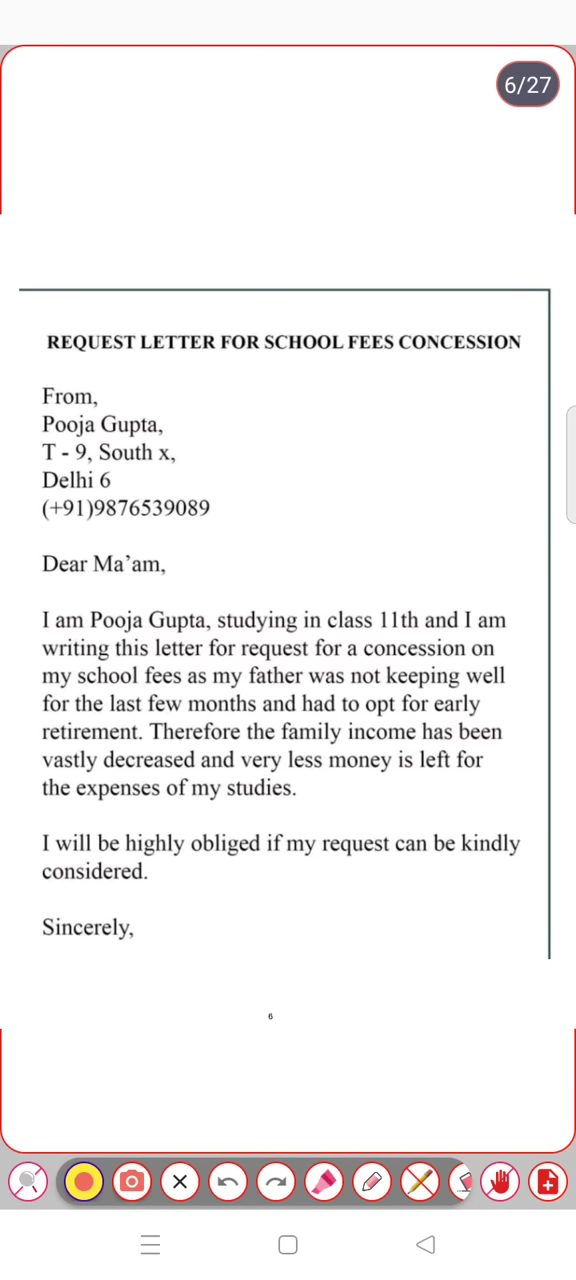 6/27
REQUEST LETTER FOR SCHOOL FEES CONCESSION
From,
Pooja Gupta,
T - 9, South x,
Delhi 6
(+91)9876539089
Dear Ma’am,
I am Pooja Gupta, studying in class 11th and I am
writing this letter for request for a concession on
my school fees as my father was not keeping well
for the last few months and had to opt for early
retirement. Therefore the family income has been
vastly decreased and very less money is left for
the expenses of my studies.
I will be highly obliged if my request can be kindly
considered.
Sincerely,
6